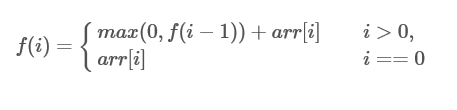 f(i) = { max(0, f(i − 1)) + arr[i]    i > 0,
arr[i]    i == 0